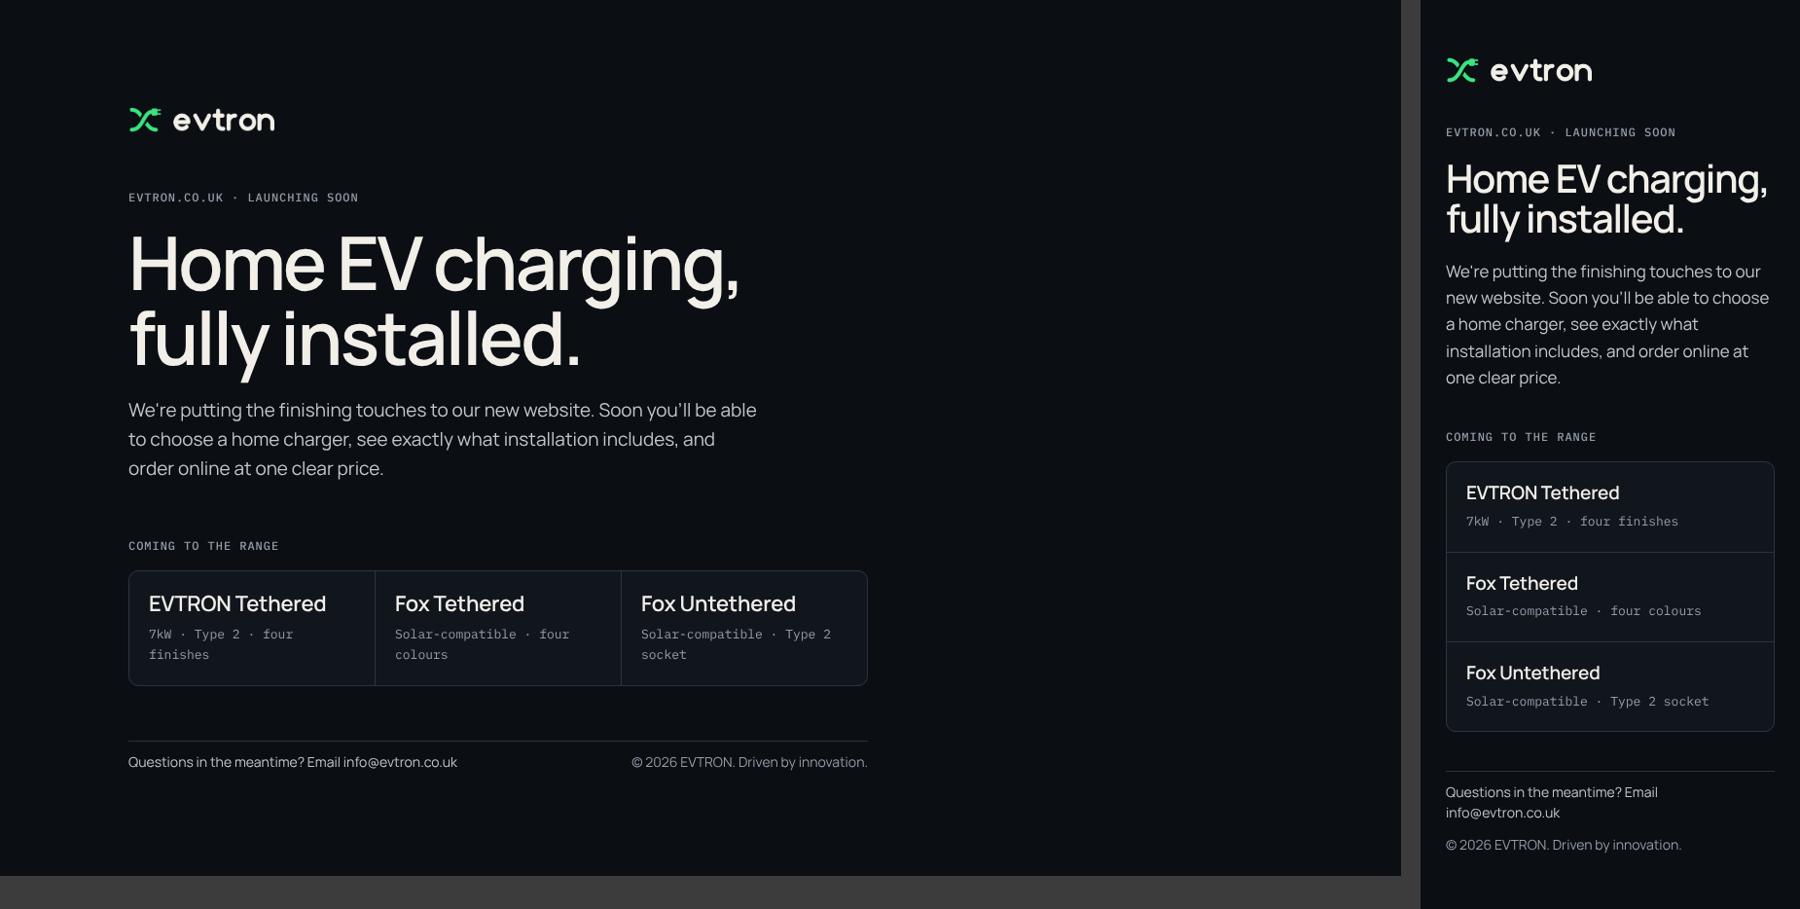 evtron
EVTRON.CO.UK · LAUNCHING SOON
Home EV charging,
fully installed.
We're putting the finishing touches to our new website. Soon you'll be able
to choose a home charger, see exactly what installation includes, and
order online at one clear price.
COMING TO THE RANGE
EVTRON Tethered
7kW · Type 2 · four
finishes
Fox Tethered
Solar-compatible · four
colours
Fox Untethered
Solar-compatible · Type 2
socket
Questions in the meantime? Email info@evtron.co.uk
© 2026 EVTRON. Driven by innovation.
evtron
EVTRON.CO.UK · LAUNCHING SOON
Home EV charging,
fully installed.
We're putting the finishing touches to our
new website. Soon you'll be able to choose
a home charger, see exactly what
installation includes, and order online at
one clear price.
COMING TO THE RANGE
EVTRON Tethered
7kW · Type 2 · four finishes
Fox Tethered
Solar-compatible · four colours
Fox Untethered
Solar-compatible · Type 2 socket
Questions in the meantime? Email
info@evtron.co.uk
© 2026 EVTRON. Driven by innovation.